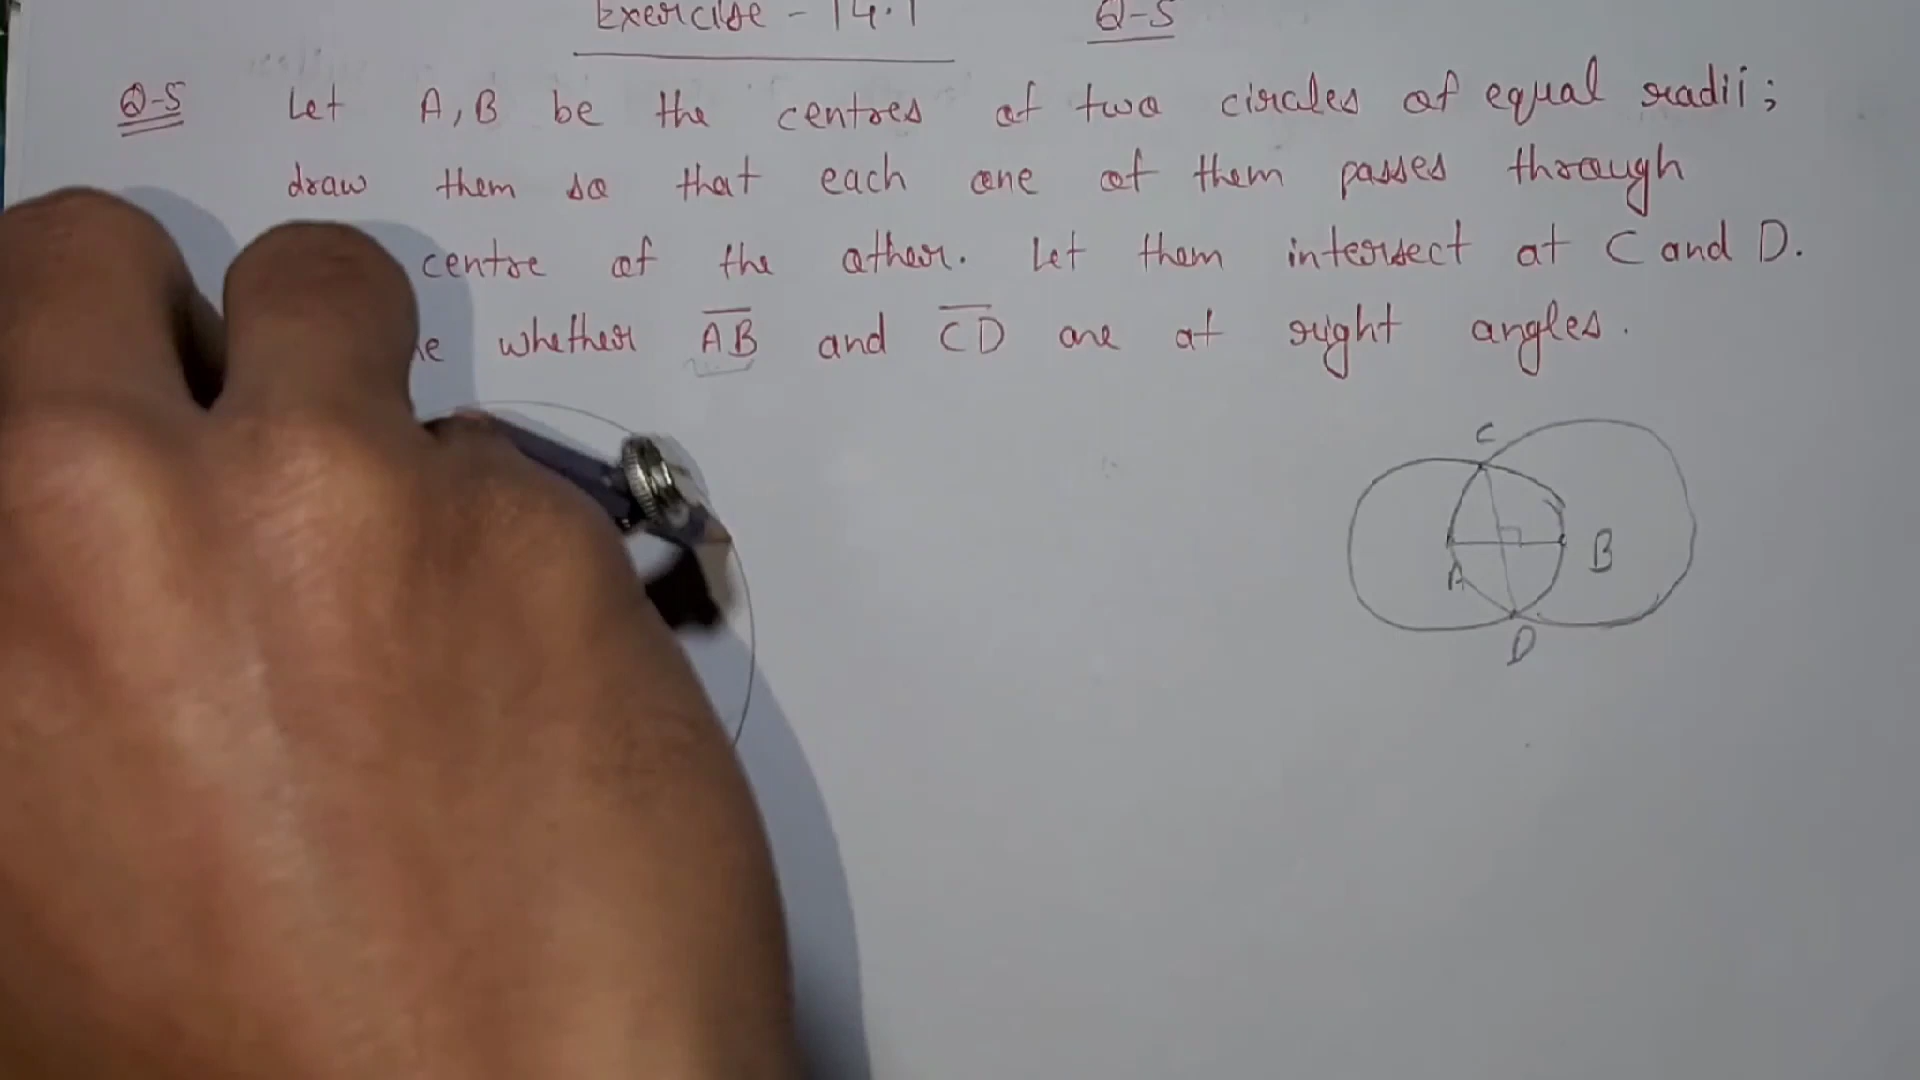 Exercise - 14.1 Q-5
Q-5 Let A, B be the centres of two circles of equal radii;
draw them so that each one of them passes through
centre of the other. Let them intersect at C and D.
whether AB and CD are at right angles.
C
B
A
D